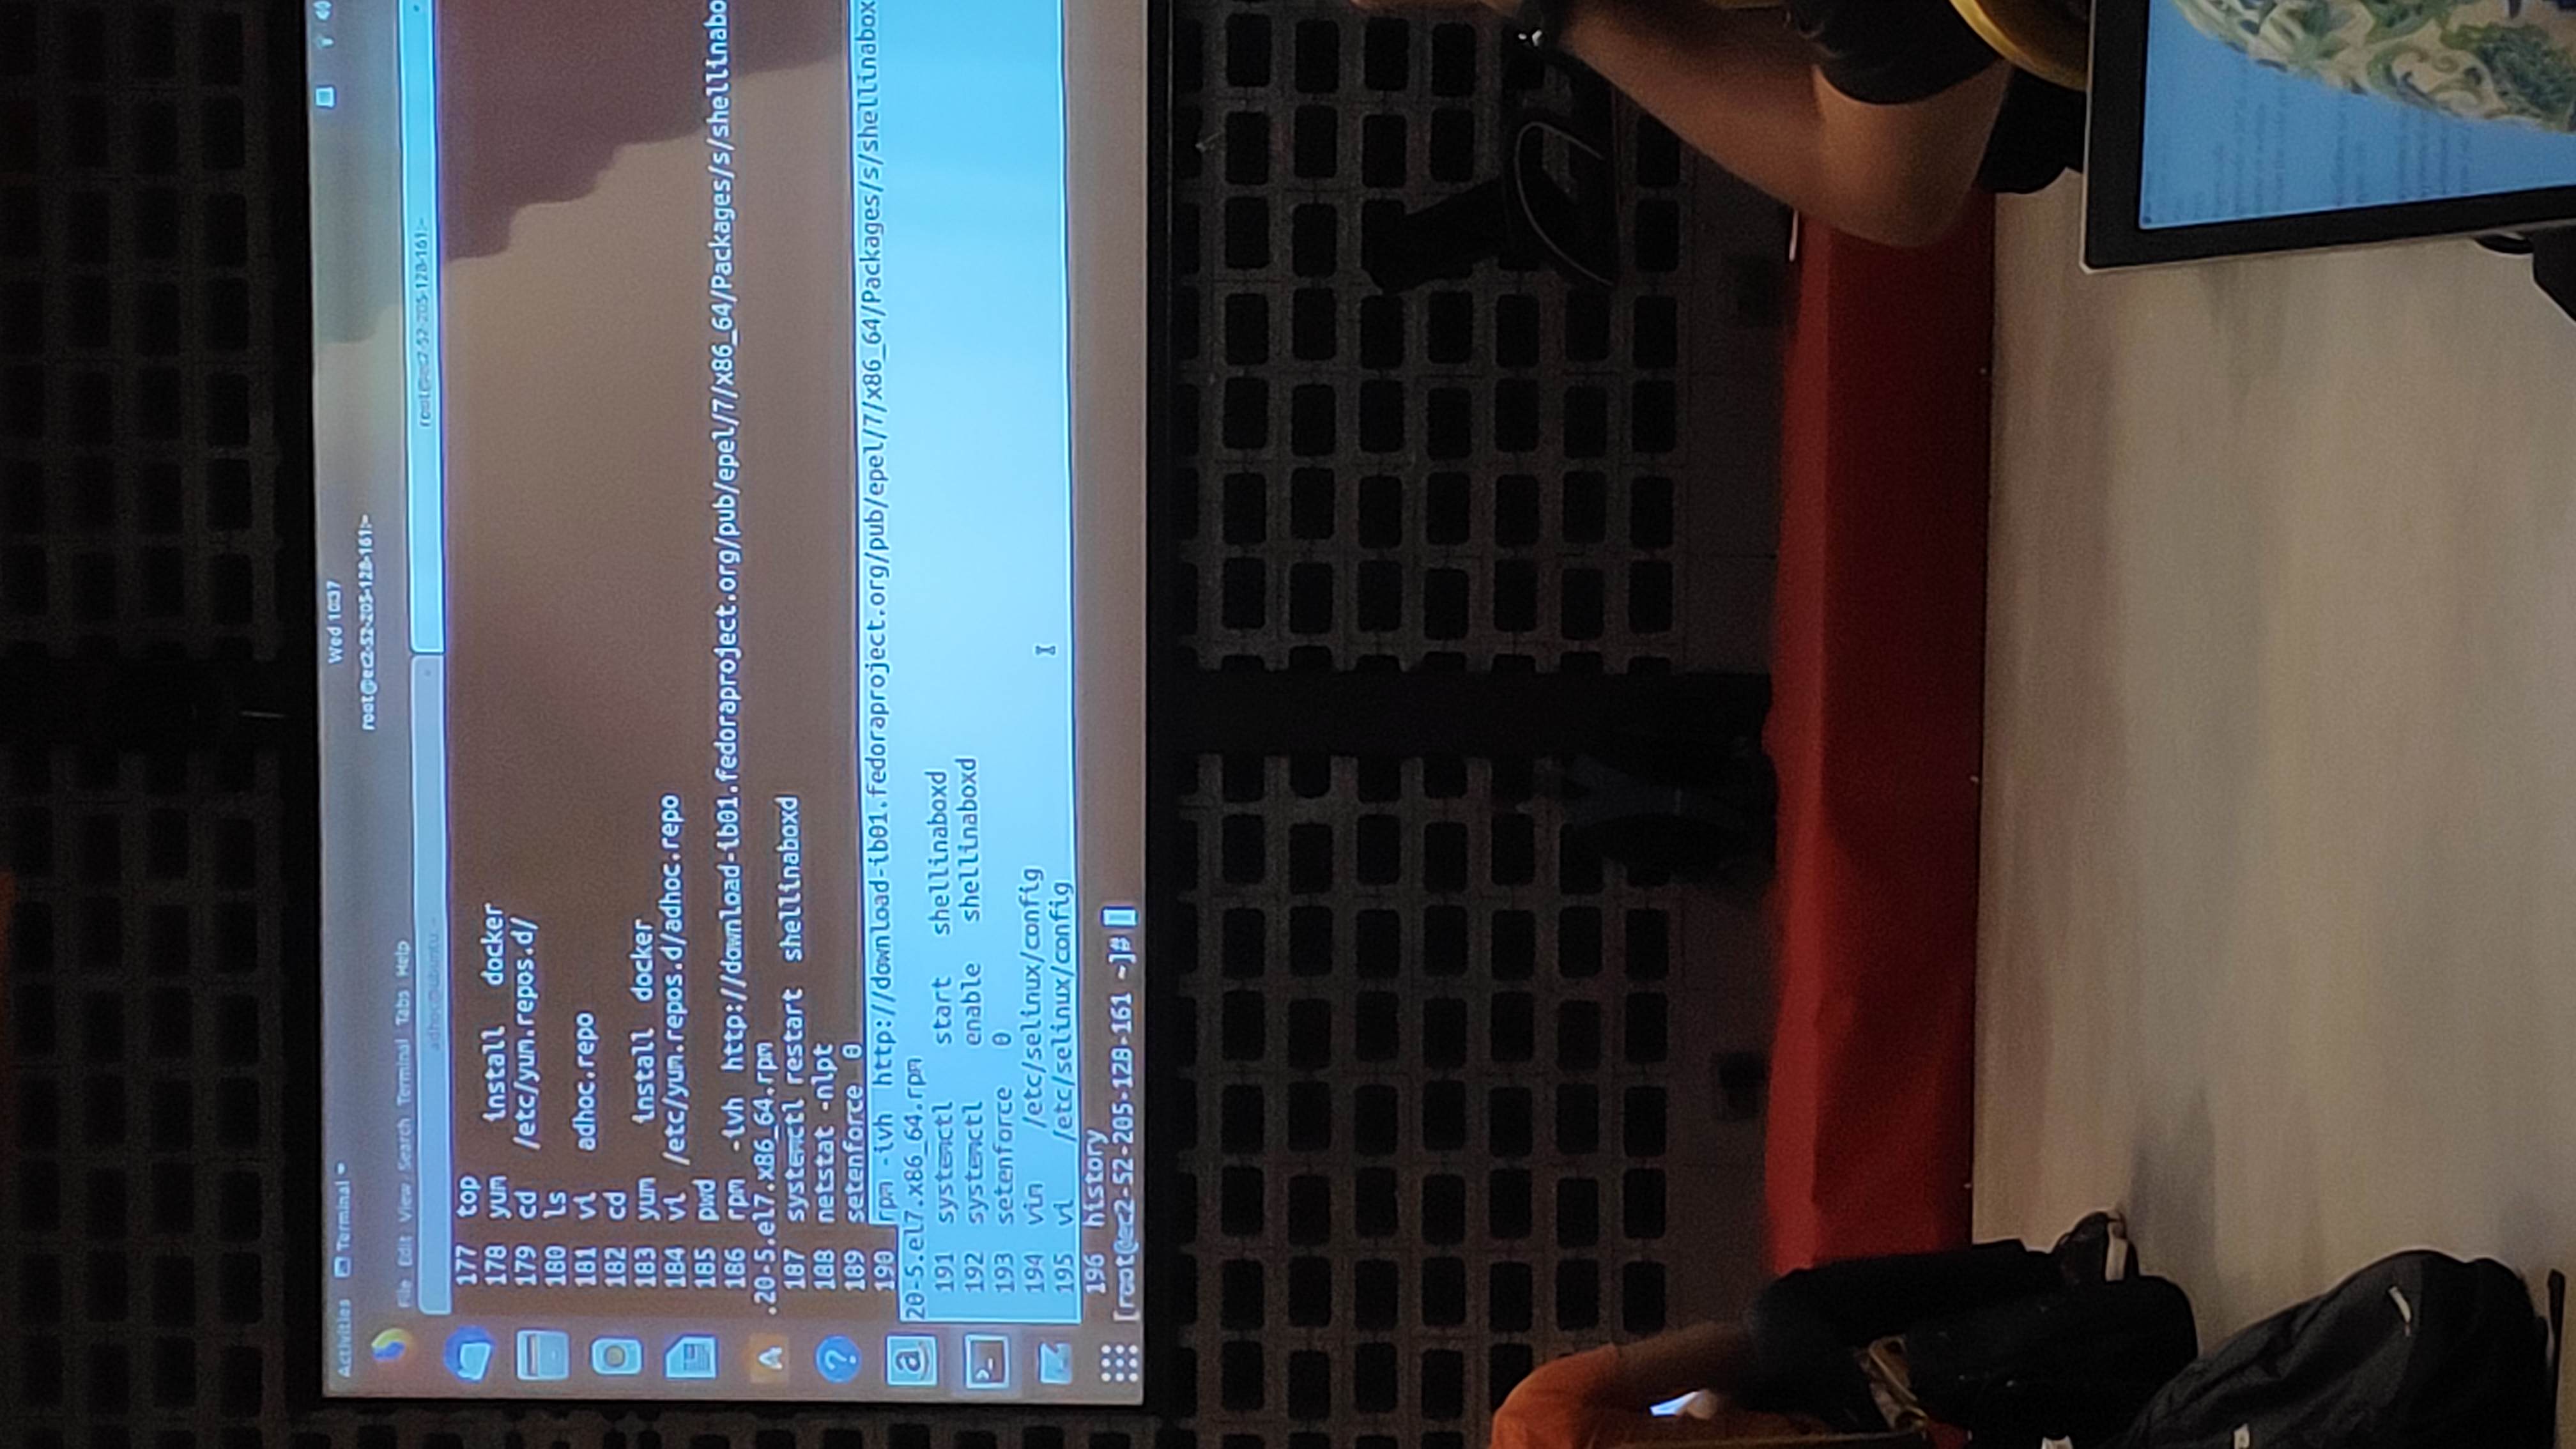 Activities Terminal Wed 10:37
root@ec2-52-205-128-161:~
File Edit View Search Terminal Tabs Help
adhoc@ubuntu: ~ root@ec2-52-205-128-161:~
177 top
178 yum install docker
179 cd /etc/yum.repos.d/
180 ls
181 vi adhoc.repo
182 cd
183 yum install docker
184 vi /etc/yum.repos.d/adhoc.repo
185 pwd
186 rpm -ivh http://download-ib01.fedoraproject.org/pub/epel/7/x86_64/Packages/s/shellinabo
.20-5.el7.x86_64.rpm
187 systemctl restart shellinaboxd
188 netstat -nlpt
189 setenforce 0
190 rpm -ivh http://download-ib01.fedoraproject.org/pub/epel/7/x86_64/Packages/s/shellinabox
20-5.el7.x86_64.rpm
191 systemctl start shellinaboxd
192 systemctl enable shellinaboxd
193 setenforce 0
194 vim /etc/selinux/config
195 vi /etc/selinux/config
196 history
[root@ec2-52-205-128-161 ~]#